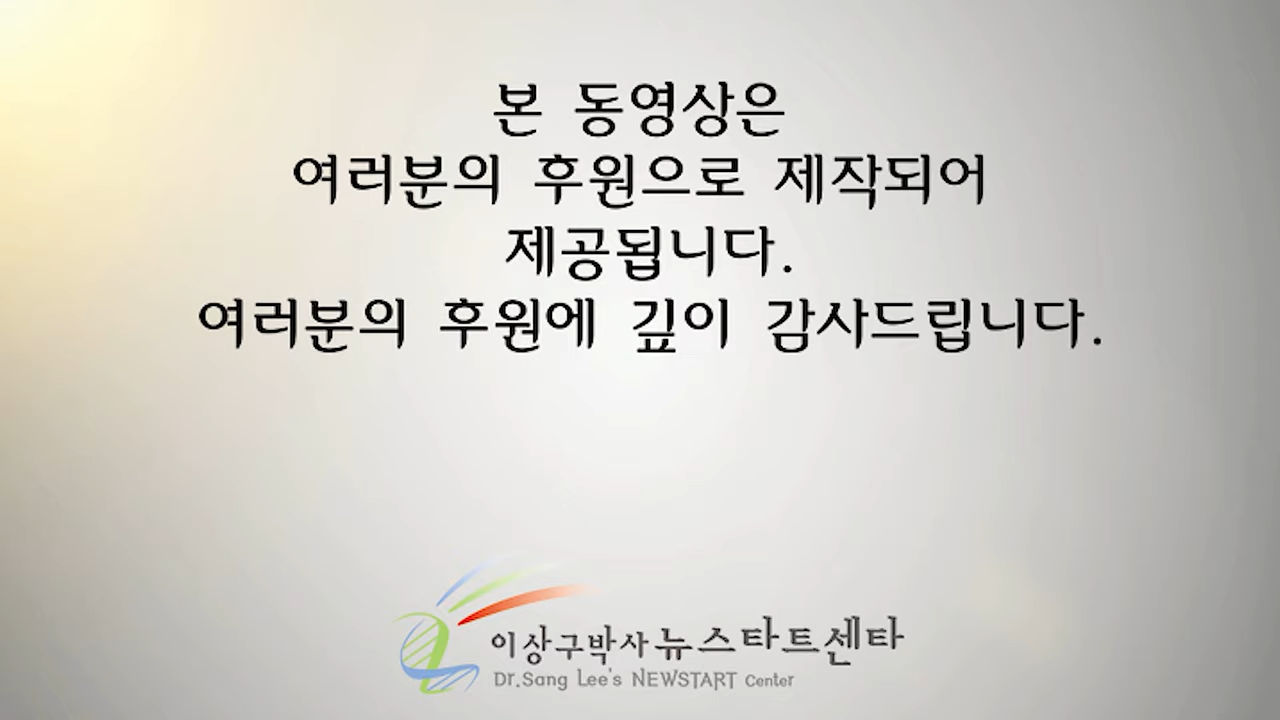 본 동영상은
여러분의 후원으로 제작되어
제공됩니다.
여러분의 후원에 깊이 감사드립니다.
이상구박사 뉴스타트센타
Dr.Sang Lee's NEWSTART Center